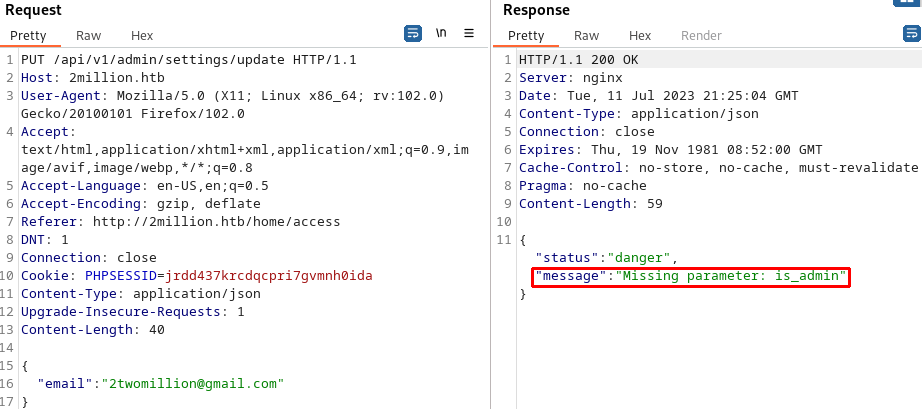 Request
Pretty Raw Hex
\n
1 PUT /api/v1/admin/settings/update HTTP/1.1
2 Host: 2million.htb
3 User-Agent: Mozilla/5.0 (X11; Linux x86_64; rv:102.0)
Gecko/20100101 Firefox/102.0
4 Accept:
text/html,application/xhtml+xml,application/xml;q=0.9,im
age/avif,image/webp,*/*;q=0.8
5 Accept-Language: en-US,en;q=0.5
6 Accept-Encoding: gzip, deflate
7 Referer: http://2million.htb/home/access
8 DNT: 1
9 Connection: close
10 Cookie: PHPSESSID=jrdd437krcdqcpri7gvmnh0ida
11 Content-Type: application/json
12 Upgrade-Insecure-Requests: 1
13 Content-Length: 40
14
15 {
16 "email":"2twomillion@gmail.com"
17 }
Response
Pretty Raw Hex Render
1 HTTP/1.1 200 OK
2 Server: nginx
3 Date: Tue, 11 Jul 2023 21:25:04 GMT
4 Content-Type: application/json
5 Connection: close
6 Expires: Thu, 19 Nov 1981 08:52:00 GMT
7 Cache-Control: no-store, no-cache, must-revalidate
8 Pragma: no-cache
9 Content-Length: 59
10
11 {
"status":"danger",
"message":"Missing parameter: is_admin"
}